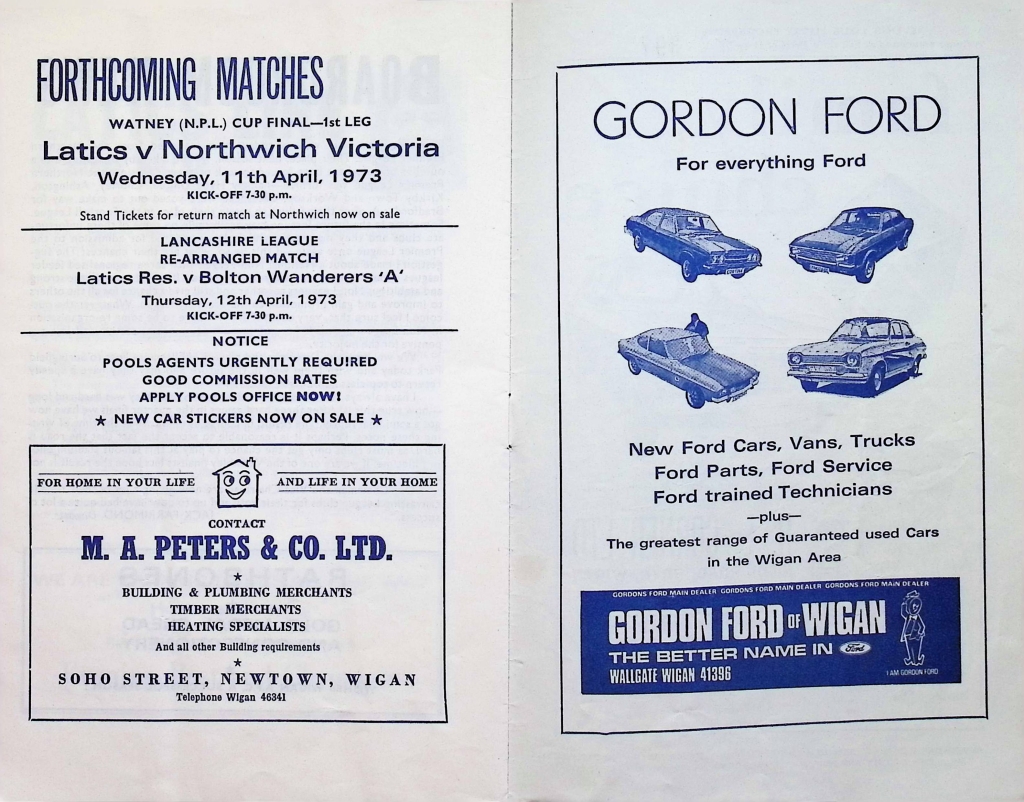 FORTHCOMING MATCHES
WATNEY (N.P.L.) CUP FINAL—1st LEG
Latics v Northwich Victoria
Wednesday, 11th April, 1973
KICK-OFF 7-30 p.m.
Stand Tickets for return match at Northwich now on sale
LANCASHIRE LEAGUE
RE-ARRANGED MATCH
Latics Res. v Bolton Wanderers ‘A‘
Thursday, 12th April, 1973
KICK-OFF 7-30 p.m.
NOTICE
POOLS AGENTS URGENTLY REQUIRED
GOOD COMMISSION RATES
APPLY POOLS OFFICE NOW!
★ NEW CAR STICKERS NOW ON SALE ★
FOR HOME IN YOUR LIFE AND LIFE IN YOUR HOME
CONTACT
M. A. PETERS & CO. LTD.
★
BUILDING & PLUMBING MERCHANTS
TIMBER MERCHANTS
HEATING SPECIALISTS
And all other Building requirements
★
SOHO STREET, NEWTOWN, WIGAN
Telephone Wigan 46341
GORDON FORD
For everything Ford
New Ford Cars, Vans, Trucks
Ford Parts, Ford Service
Ford trained Technicians
—plus—
The greatest range of Guaranteed used Cars
in the Wigan Area
GORDONS FORD MAIN DEALER GORDONS FORD MAIN DEALER GORDONS FORD MAIN DEALER
GORDON FORD OF WIGAN
THE BETTER NAME IN Ford
WALLGATE WIGAN 41396
I AM GORDON FORD